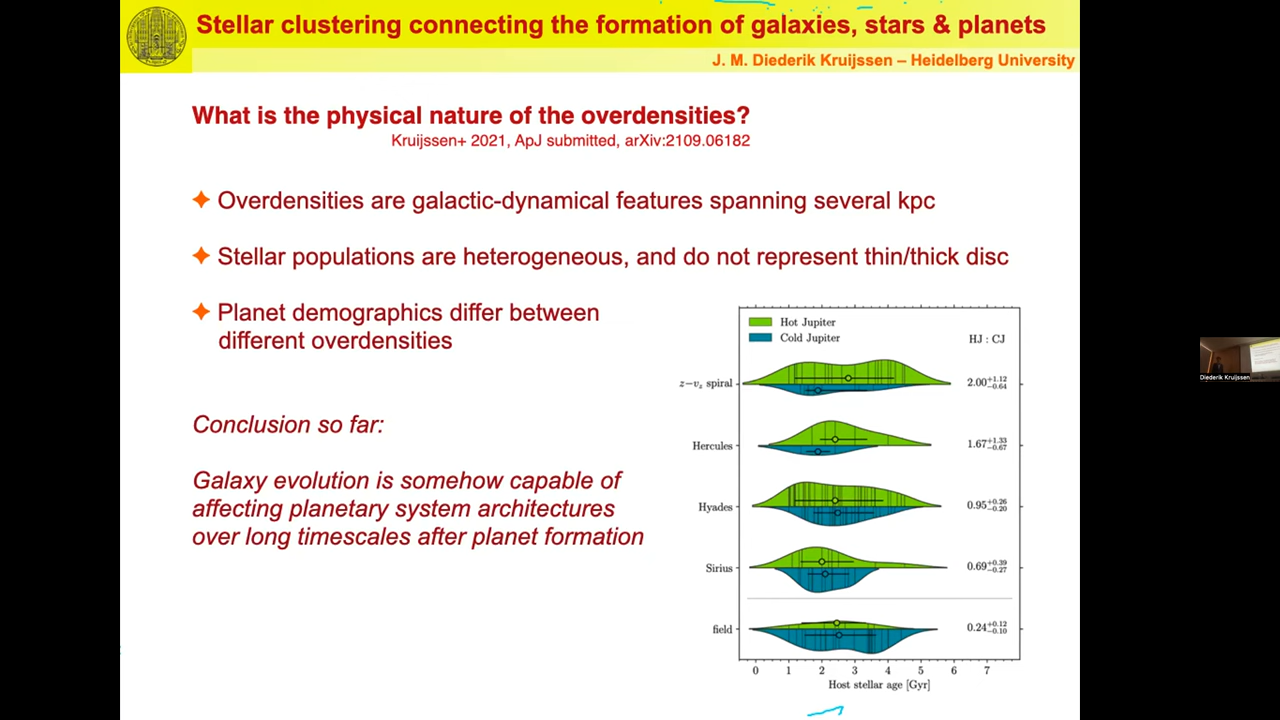 Stellar clustering connecting the formation of galaxies, stars & planets
J. M. Diederik Kruijssen – Heidelberg University
What is the physical nature of the overdensities?
Kruijssen+ 2021, ApJ submitted, arXiv:2109.06182
✦ Overdensities are galactic-dynamical features spanning several kpc
✦ Stellar populations are heterogeneous, and do not represent thin/thick disc
✦ Planet demographics differ between
different overdensities
Conclusion so far:
Galaxy evolution is somehow capable of
affecting planetary system architectures
over long timescales after planet formation
Hot Jupiter
Cold Jupiter
HJ : CJ
z−v_z spiral 2.00 +1.12 −0.64
Hercules 1.67 +1.33 −0.67
Hyades 0.95 +0.26 −0.20
Sirius 0.69 +0.39 −0.27
field 0.24 +0.12 −0.10
0 1 2 3 4 5 6 7
Host stellar age [Gyr]
Diederik Kruijssen